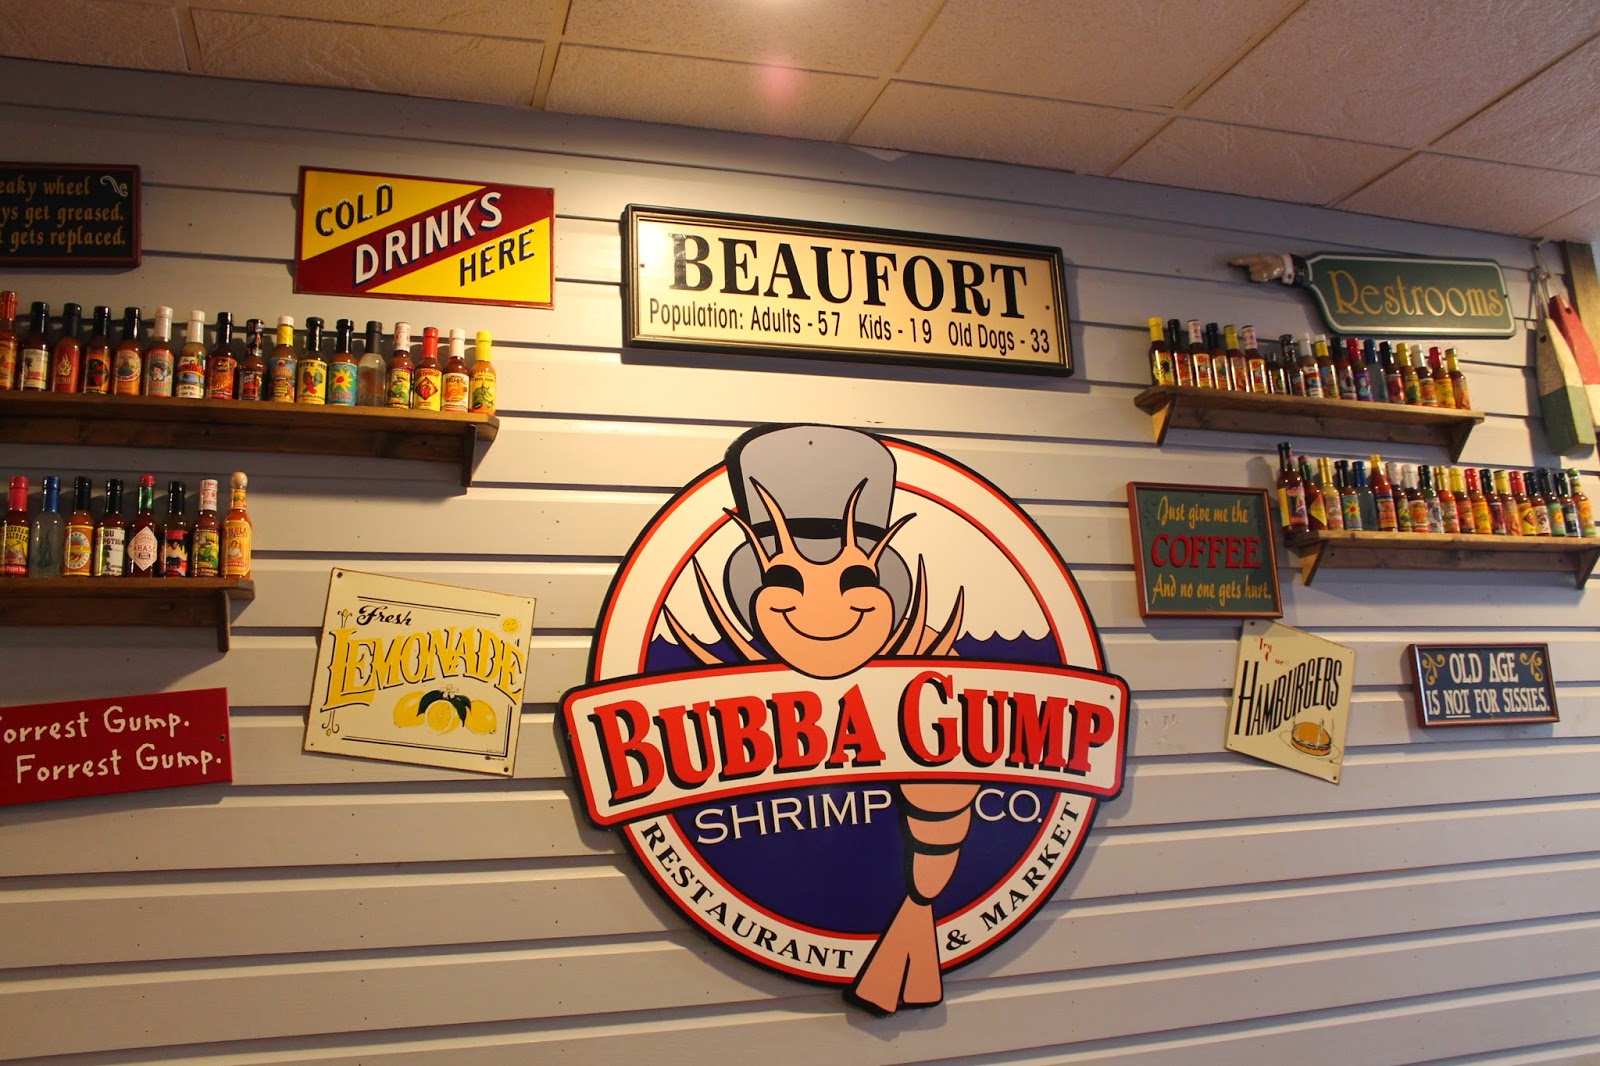 eaky wheel
ys get greased.
gets replaced.
COLD
DRINKS
HERE
BEAUFORT
Population: Adults - 57 Kids - 19 Old Dogs - 33
Restrooms
Just give me the
COFFEE
And no one gets hurt.
Fresh
LEMONADE
HAMBURGERS
OLD AGE
IS NOT FOR SISSIES.
orrest Gump.
Forrest Gump.
BUBBA GUMP
SHRIMP CO.
RESTAURANT & MARKET